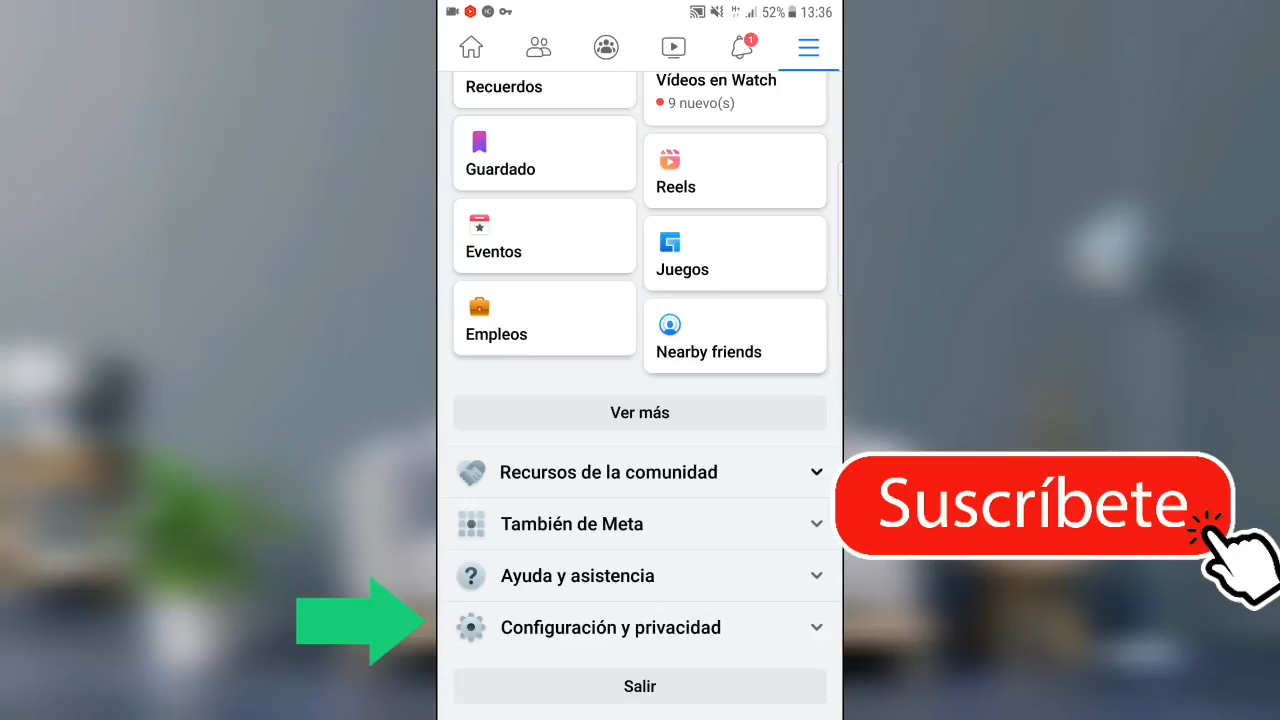 52% 13:36
1
Recuerdos
Vídeos en Watch
9 nuevo(s)
Guardado
Reels
Eventos
Juegos
Empleos
Nearby friends
Ver más
Recursos de la comunidad
También de Meta
Ayuda y asistencia
Configuración y privacidad
Salir
Suscríbete